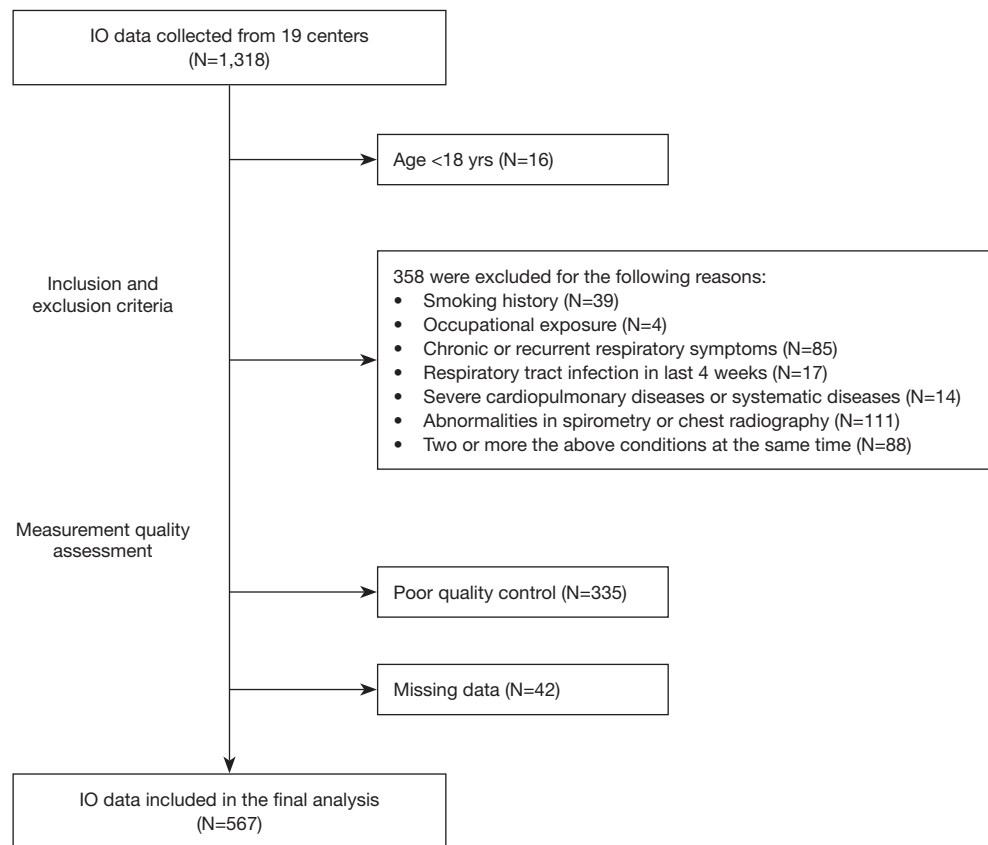 IO data collected from 19 centers
(N=1,318)
Age <18 yrs (N=16)
Inclusion and
exclusion criteria
358 were excluded for the following reasons:
• Smoking history (N=39)
• Occupational exposure (N=4)
• Chronic or recurrent respiratory symptoms (N=85)
• Respiratory tract infection in last 4 weeks (N=17)
• Severe cardiopulmonary diseases or systematic diseases (N=14)
• Abnormalities in spirometry or chest radiography (N=111)
• Two or more the above conditions at the same time (N=88)
Measurement quality
assessment
Poor quality control (N=335)
Missing data (N=42)
IO data included in the final analysis
(N=567)